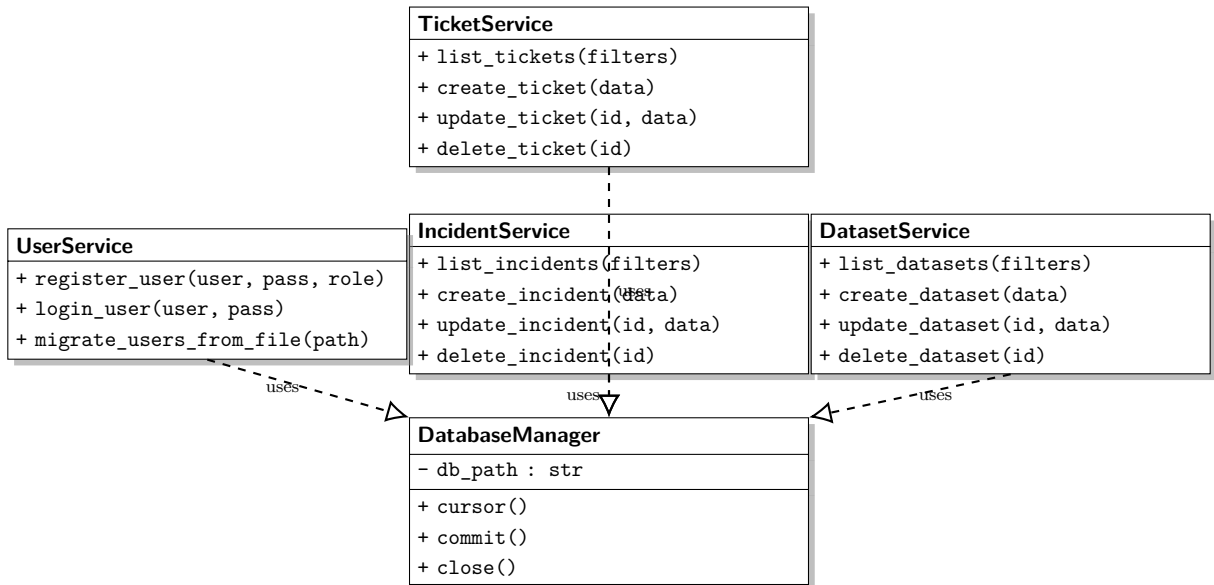 TicketService
+ list_tickets(filters)
+ create_ticket(data)
+ update_ticket(id, data)
+ delete_ticket(id)
UserService
+ register_user(user, pass, role)
+ login_user(user, pass)
+ migrate_users_from_file(path)
IncidentService
+ list_incidents(filters)
+ create_incident(data)
+ update_incident(id, data)
+ delete_incident(id)
uses
DatasetService
+ list_datasets(filters)
+ create_dataset(data)
+ update_dataset(id, data)
+ delete_dataset(id)
uses
uses
uses
DatabaseManager
- db_path : str
+ cursor()
+ commit()
+ close()